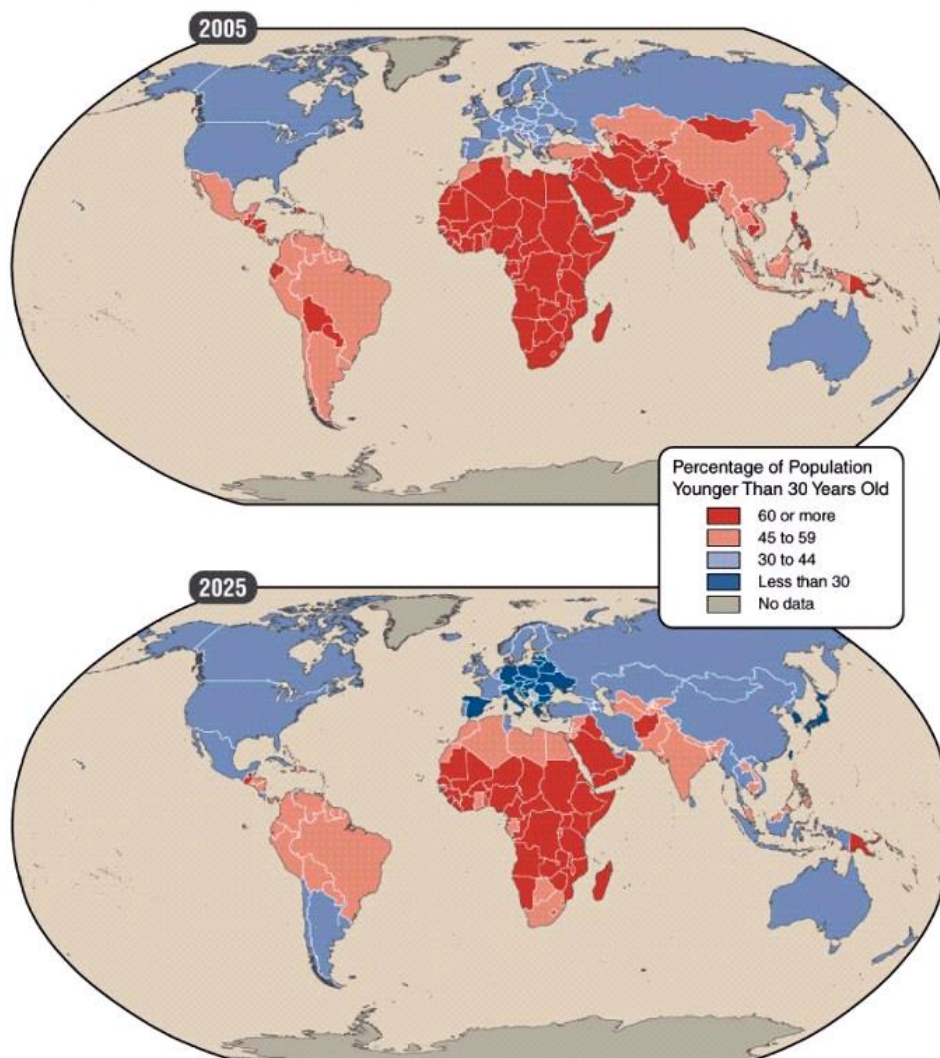 2005
Percentage of Population
Younger Than 30 Years Old
60 or more
45 to 59
30 to 44
Less than 30
No data
2025